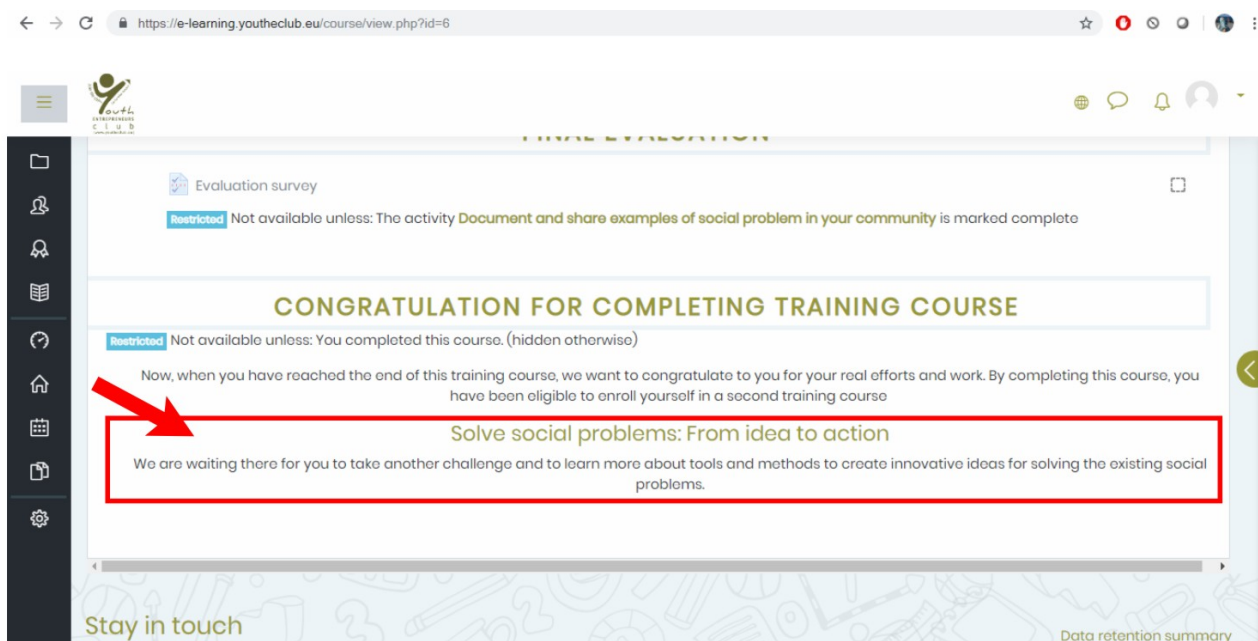 https://e-learning.youtheclub.eu/course/view.php?id=6
Youth
ENTREPRENEURS
club
FINAL EVALUATION
Evaluation survey
Restricted Not available unless: The activity Document and share examples of social problem in your community is marked complete
CONGRATULATION FOR COMPLETING TRAINING COURSE
Restricted Not available unless: You completed this course. (hidden otherwise)
Now, when you have reached the end of this training course, we want to congratulate to you for your real efforts and work. By completing this course, you
have been eligible to enroll yourself in a second training course
Solve social problems: From idea to action
We are waiting there for you to take another challenge and to learn more about tools and methods to create innovative ideas for solving the existing social
problems.
Stay in touch
Data retention summary